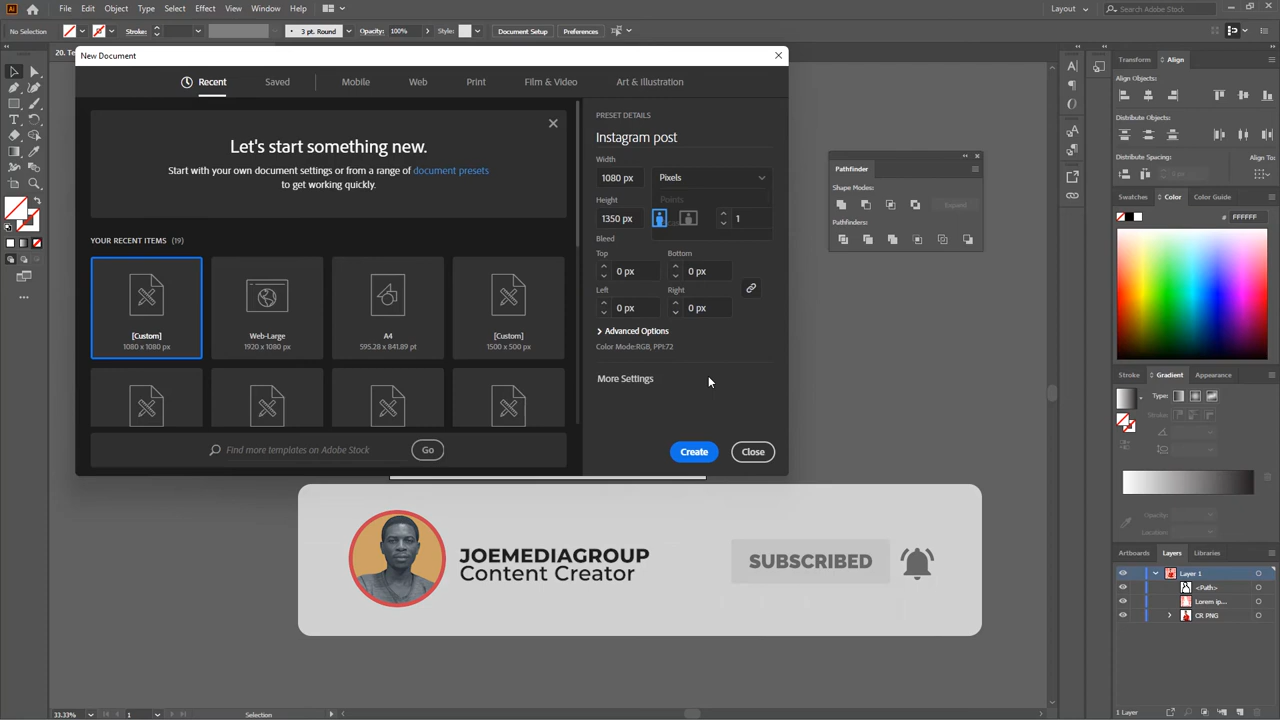 File Edit Object Type Select Effect View Window Help
Layout
Search Adobe Stock
No Selection
Stroke:
3 pt. Round
Opacity: 100%
Style:
Document Setup
Preferences
New Document
Recent
Saved
Mobile
Web
Print
Film & Video
Art & Illustration
Let's start something new.
Start with your own document settings or from a range of document presets
to get working quickly.
YOUR RECENT ITEMS (19)
[Custom]
1080 x 1080 px
Web-Large
1920 x 1080 px
A4
595.28 x 841.89 pt
[Custom]
1500 x 500 px
Find more templates on Adobe Stock
Go
PRESET DETAILS
Instagram post
Width
1080 px
Pixels
Points
Height
1350 px
1
Bleed
Top
Bottom
0 px
0 px
Left
Right
0 px
0 px
Advanced Options
Color Mode:RGB, PPI:72
More Settings
Create
Close
Pathfinder
Shape Modes:
Expand
Pathfinders:
Transform
Align
Align Objects:
Distribute Objects:
Distribute Spacing:
Align To:
Swatches
Color
Color Guide
# FFFFFF
Stroke
Gradient
Appearance
Type:
Stroke:
Opacity:
Location:
Artboards
Layers
Libraries
Layer 1
<Path>
Lorem ip...
CR PNG
1 Layer
JOEMEDIAGROUP
Content Creator
SUBSCRIBED
33.33%
1
Selection